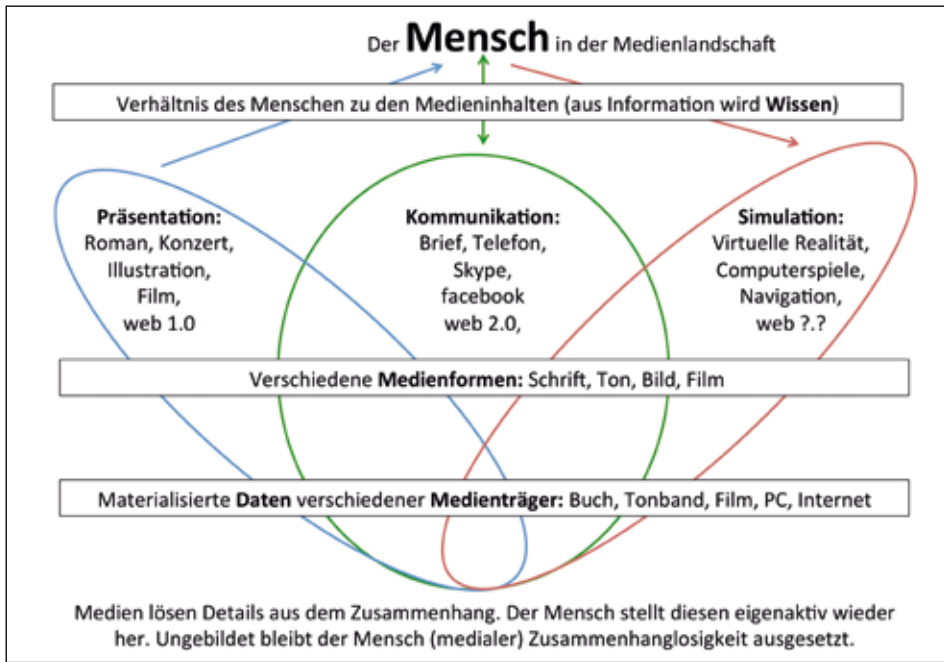 Der Mensch in der Medienlandschaft
Verhältnis des Menschen zu den Medieninhalten (aus Information wird Wissen)
Präsentation:
Roman, Konzert,
Illustration,
Film,
web 1.0
Kommunikation:
Brief, Telefon,
Skype,
facebook
web 2.0,
Simulation:
Virtuelle Realität,
Computerspiele,
Navigation,
web ?.?
Verschiedene Medienformen: Schrift, Ton, Bild, Film
Materialisierte Daten verschiedener Medienträger: Buch, Tonband, Film, PC, Internet
Medien lösen Details aus dem Zusammenhang. Der Mensch stellt diesen eigenaktiv wieder
her. Ungebildet bleibt der Mensch (medialer) Zusammenhanglosigkeit ausgesetzt.